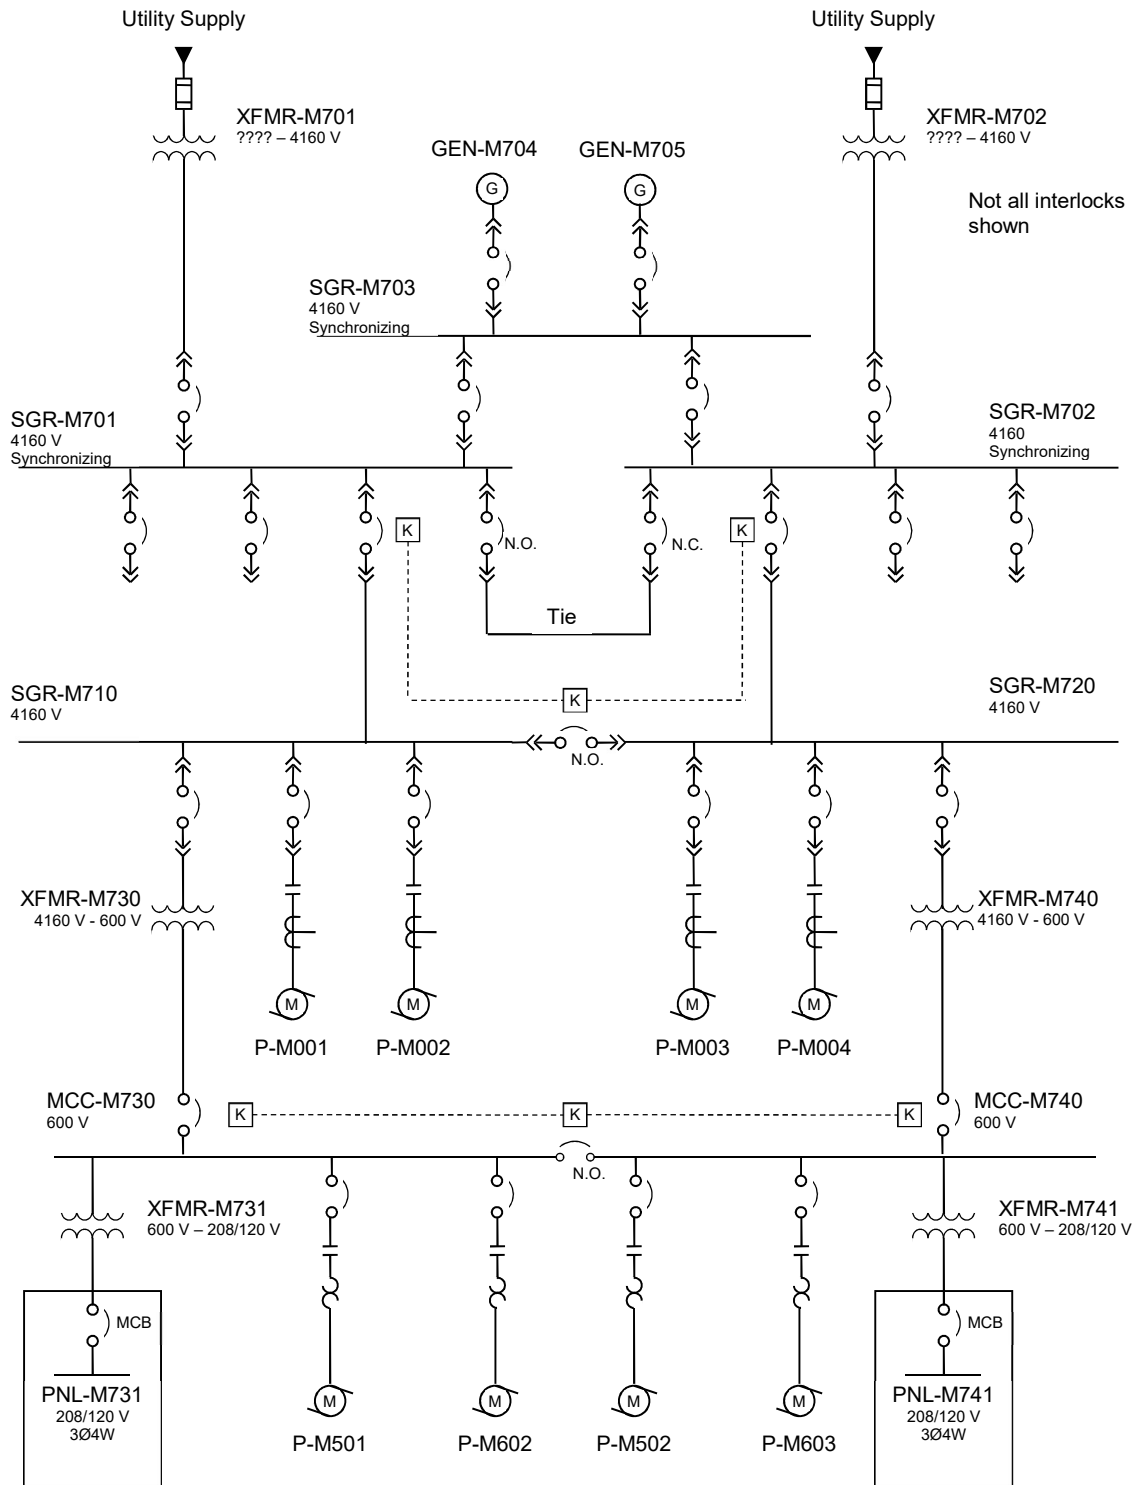 Utility Supply
Utility Supply
XFMR-M701
???? – 4160 V
XFMR-M702
???? – 4160 V
GEN-M704
GEN-M705
G
G
Not all interlocks
shown
SGR-M703
4160 V
Synchronizing
SGR-M701
4160 V
Synchronizing
SGR-M702
4160
Synchronizing
K
N.O.
N.C.
K
Tie
SGR-M710
4160 V
K
SGR-M720
4160 V
N.O.
XFMR-M730
4160 V - 600 V
XFMR-M740
4160 V - 600 V
M
M
M
M
P-M001
P-M002
P-M003
P-M004
MCC-M730
600 V
K
K
K
MCC-M740
600 V
N.O.
XFMR-M731
600 V – 208/120 V
XFMR-M741
600 V – 208/120 V
MCB
MCB
PNL-M731
208/120 V
3Ø4W
M
M
M
M
PNL-M741
208/120 V
3Ø4W
P-M501
P-M602
P-M502
P-M603